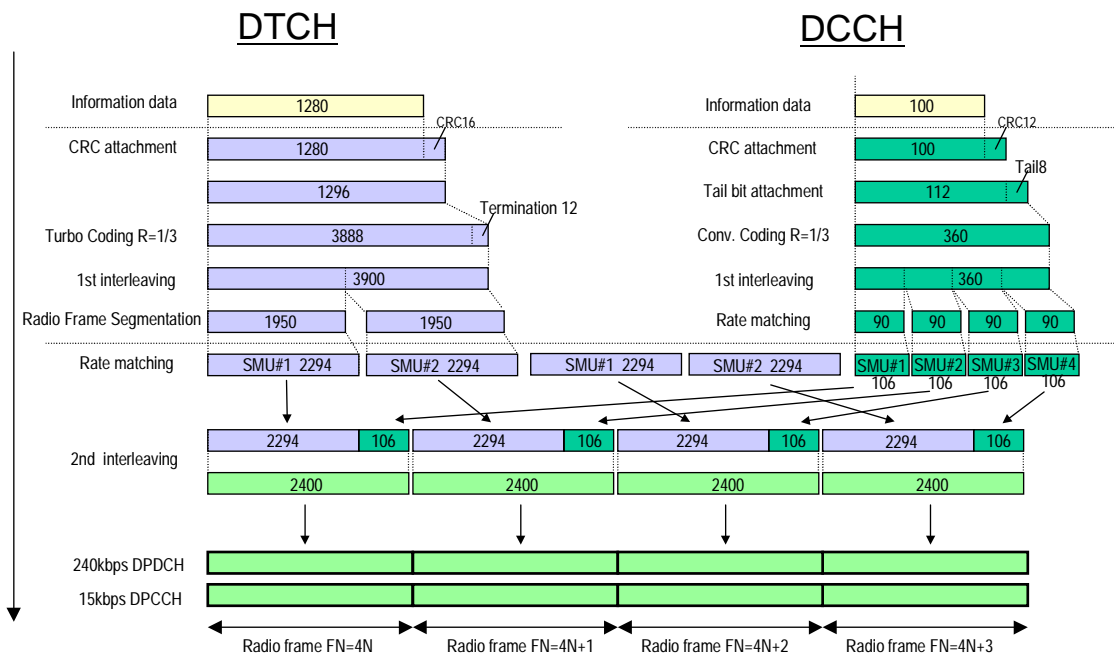 DTCH DCCH
Information data 1280 Information data 100
CRC16 CRC12
CRC attachment 1280 CRC attachment 100
Tail8
1296 Tail bit attachment 112
Termination 12
Turbo Coding R=1/3 3888 Conv. Coding R=1/3 360
1st interleaving 3900 1st interleaving 360
Radio Frame Segmentation 1950 1950 Rate matching 90 90 90 90
Rate matching SMU#1 2294 SMU#2 2294 SMU#1 2294 SMU#2 2294 SMU#1 SMU#2 SMU#3 SMU#4
106 106 106 106
2294 106 2294 106 2294 106 2294 106
2nd interleaving
2400 2400 2400 2400
240kbps DPDCH
15kbps DPCCH
Radio frame FN=4N Radio frame FN=4N+1 Radio frame FN=4N+2 Radio frame FN=4N+3